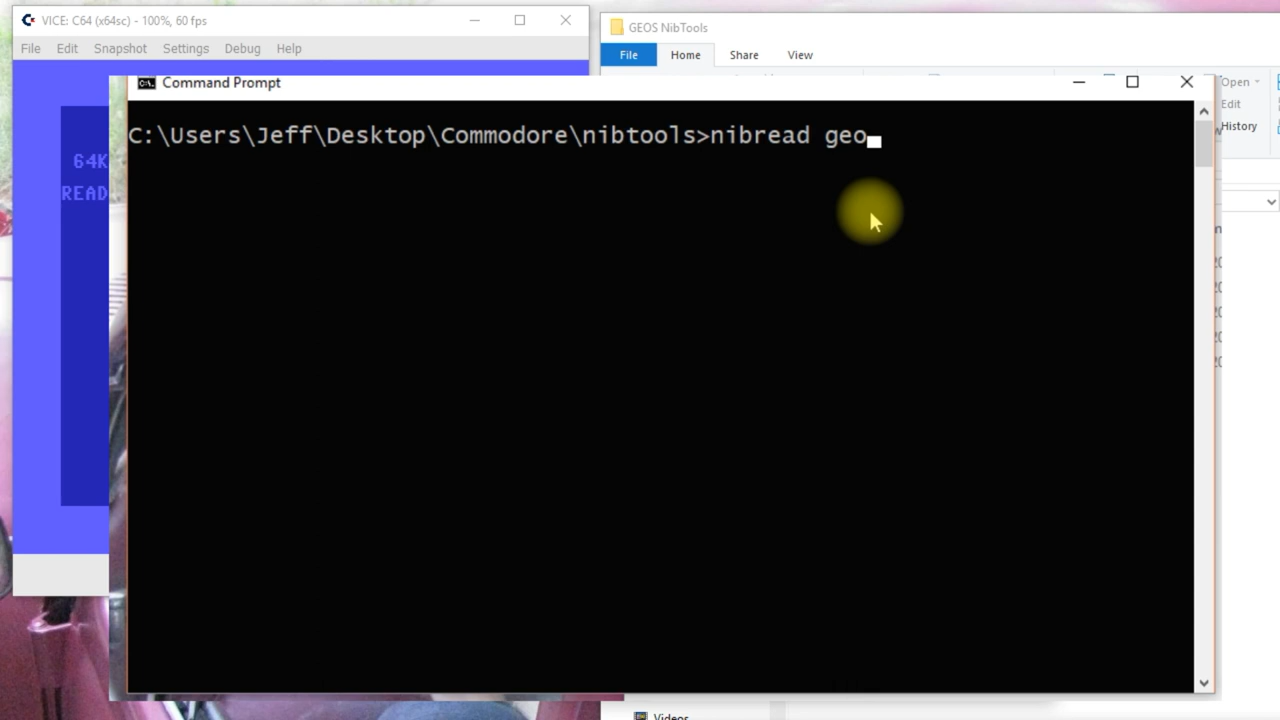 VICE: C64 (x64sc) - 100%, 60 fps
File Edit Snapshot Settings Debug Help
64K
READ
GEOS NibTools
File Home Share View
Open
Edit
History
Command Prompt
C:\Users\Jeff\Desktop\Commodore\nibtools>nibread geo
Videos